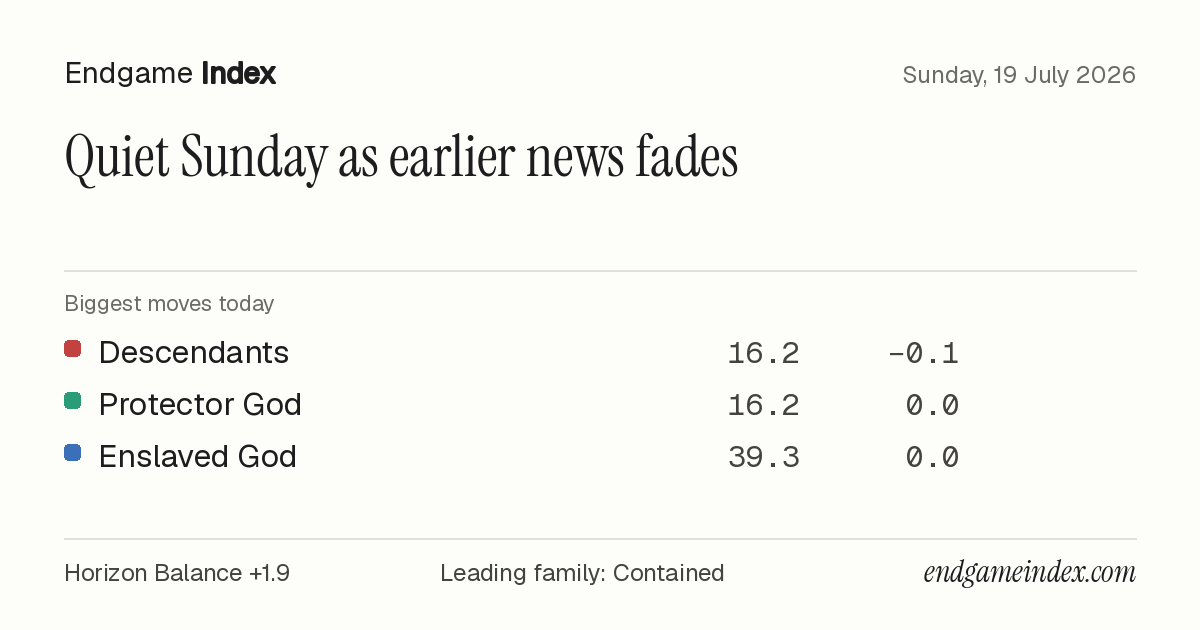 Endgame Index
Sunday, 19 July 2026
Quiet Sunday as earlier news fades
Biggest moves today
Descendants 16.2 −0.1
Protector God 16.2 0.0
Enslaved God 39.3 0.0
Horizon Balance +1.9
Leading family: Contained
endgameindex.com